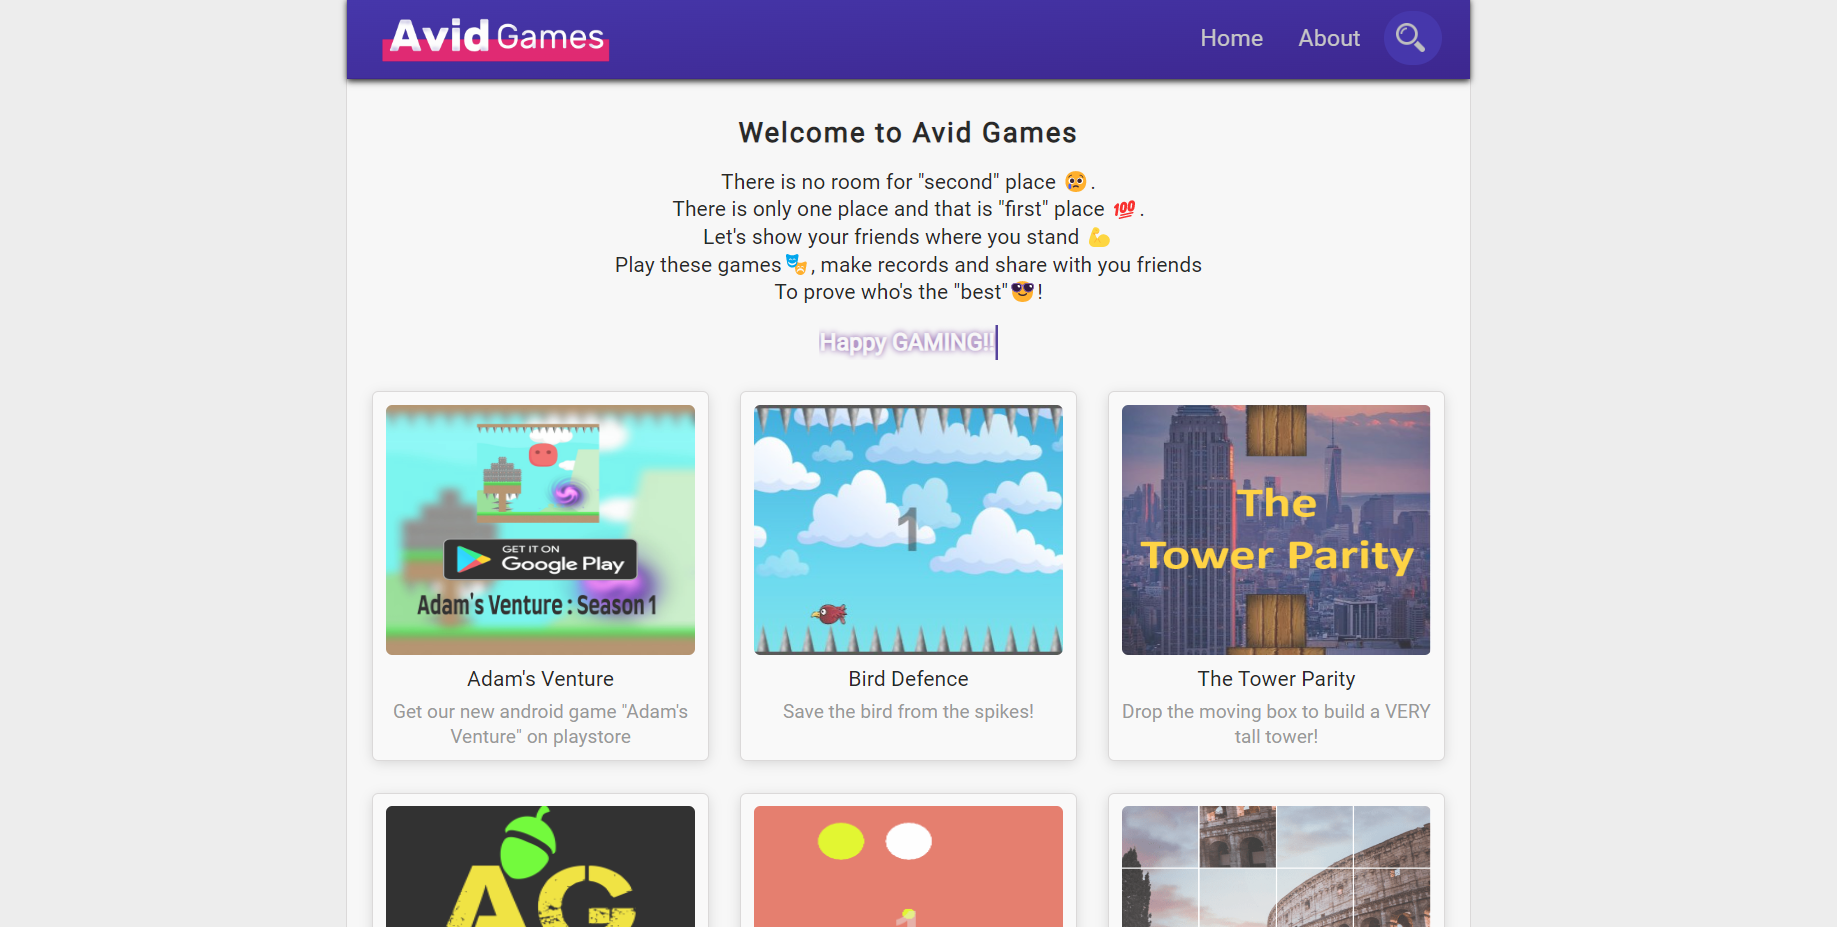 Avid Games
Home
About
Welcome to Avid Games
There is no room for "second" place 😢.
There is only one place and that is "first" place 💯.
Let's show your friends where you stand 💪
Play these games🎭, make records and share with you friends
To prove who's the "best"😎!
Happy GAMING!!
GET IT ON
Google Play
Adam's Venture : Season 1
1
The
Tower Parity
Adam's Venture
Bird Defence
The Tower Parity
Get our new android game "Adam's
Venture" on playstore
Save the bird from the spikes!
Drop the moving box to build a VERY
tall tower!
AG
1